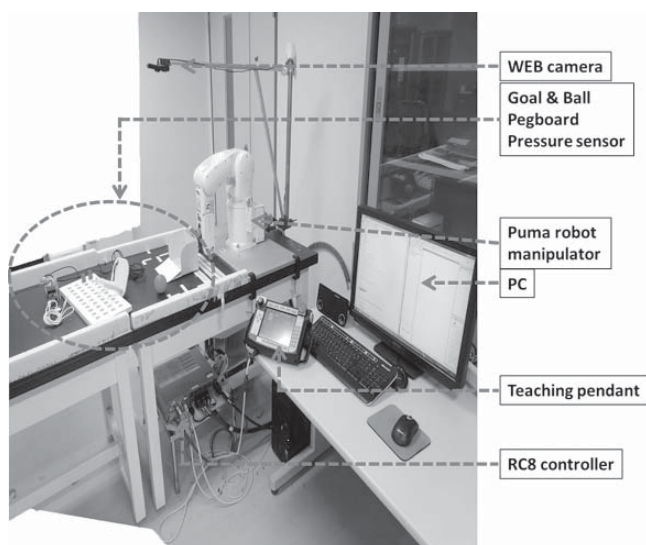 WEB camera
Goal & Ball
Pegboard
Pressure sensor
Puma robot
manipulator
PC
Teaching pendant
RC8 controller